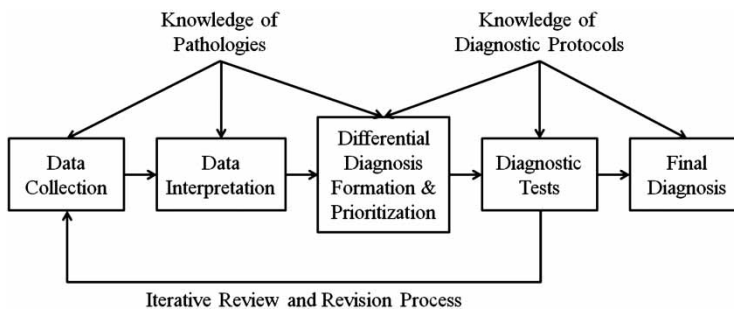 Knowledge of
Pathologies
Knowledge of
Diagnostic Protocols
Data
Collection
Data
Interpretation
Differential
Diagnosis
Formation &
Prioritization
Diagnostic
Tests
Final
Diagnosis
Iterative Review and Revision Process